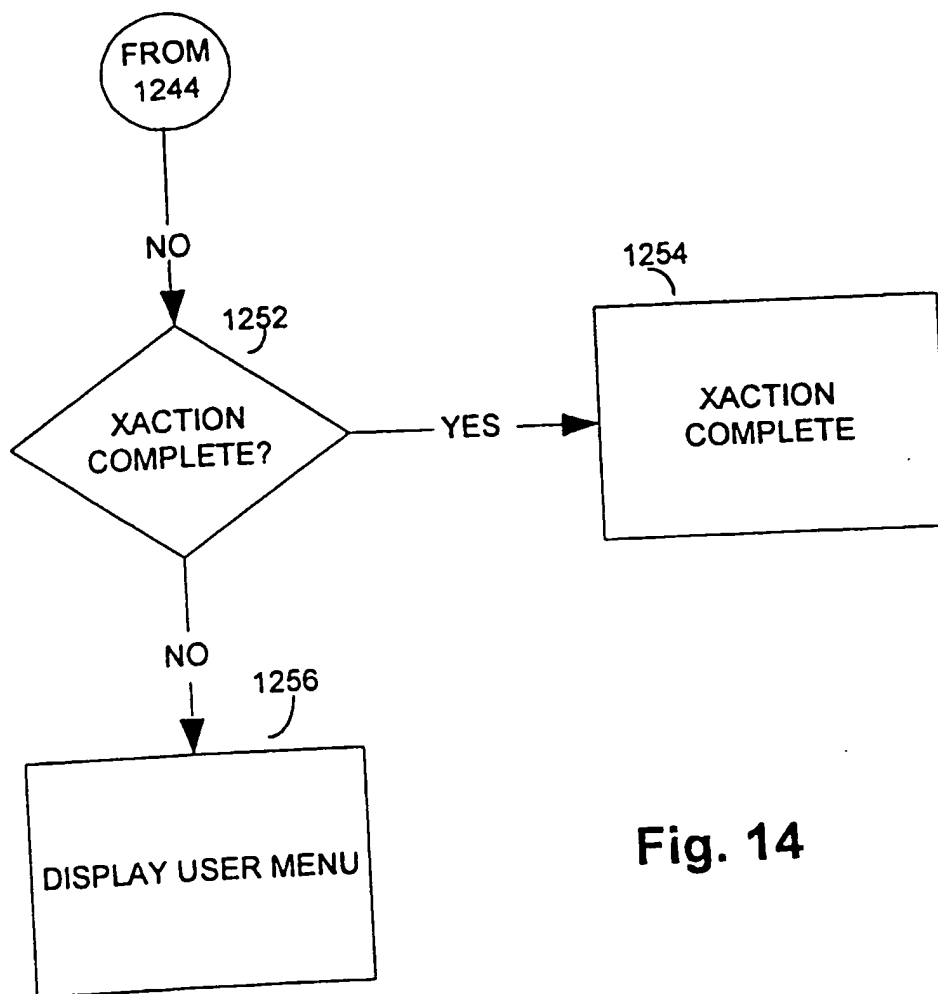 FROM
1244
NO
1252
XACTION
COMPLETE?
YES
1254
XACTION
COMPLETE
NO
1256
DISPLAY USER MENU
Fig. 14